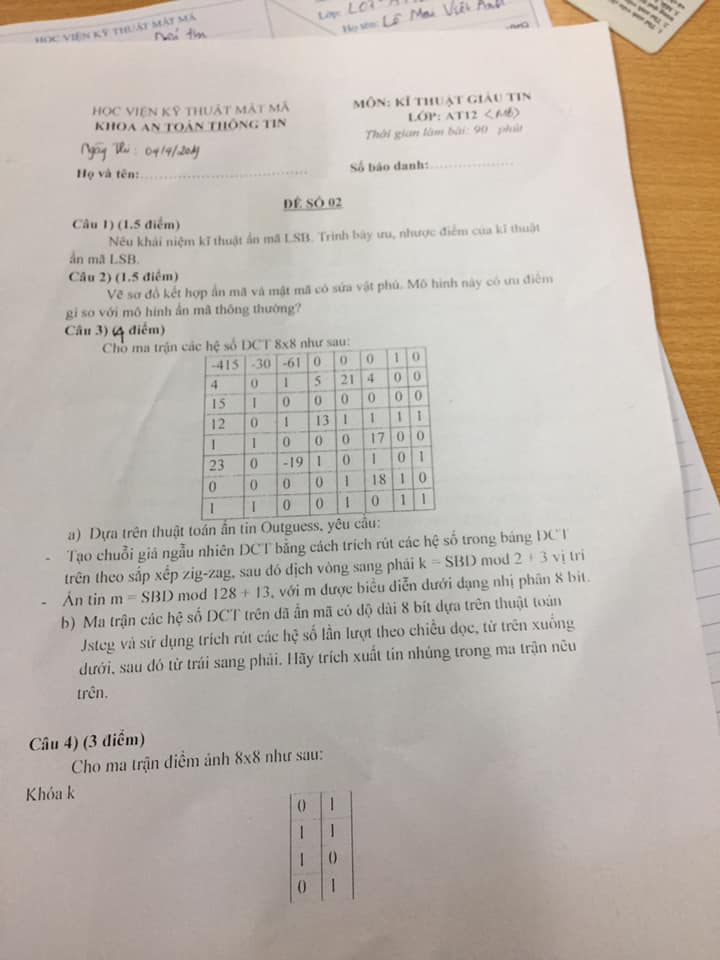 HỌC VIỆN KỸ THUẬT MẬT MÃ
Lớp:
Họ tên: Lê Mai Việt Anh
HỌC VIỆN KỸ THUẬT MẬT MÃ
KHOA AN TOÀN THÔNG TIN
MÔN: KĨ THUẬT GIẤU TIN
LỚP: AT12
Thời gian làm bài: 90 phút
Ngày thi: 04/4/2019
Họ và tên:
Số báo danh:
ĐỀ SỐ 02
Câu 1) (1.5 điểm)
Nêu khái niệm kĩ thuật ẩn mã LSB. Trình bày ưu, nhược điểm của kĩ thuật
ẩn mã LSB.
Câu 2) (1.5 điểm)
Vẽ sơ đồ kết hợp ẩn mã và mật mã có sửa vật phủ. Mô hình này có ưu điểm
gì so với mô hình ẩn mã thông thường?
Câu 3) (4 điểm)
Cho ma trận các hệ số DCT 8x8 như sau:
-415 -30 -61 0 0 0 1 0
4 0 1 5 21 4 0 0
15 1 0 0 0 0 0 0
12 0 1 13 1 1 1 1
1 1 0 0 0 17 0 0
23 0 -19 1 0 1 0 1
0 0 0 0 1 18 1 0
1 1 0 0 1 0 1 1
a) Dựa trên thuật toán ẩn tin Outguess, yêu cầu:
- Tạo chuỗi giả ngẫu nhiên DCT bằng cách trích rút các hệ số trong bảng DCT
trên theo sắp xếp zig-zag, sau đó dịch vòng sang phải k = SBD mod 2 + 3 vị trí
- Ẩn tin m = SBD mod 128 + 13, với m được biểu diễn dưới dạng nhị phân 8 bit.
b) Ma trận các hệ số DCT trên đã ẩn mã có độ dài 8 bit dựa trên thuật toán
Jsteg và sử dụng trích rút các hệ số lần lượt theo chiều dọc, từ trên xuống
dưới, sau đó từ trái sang phải. Hãy trích xuất tin nhúng trong ma trận nêu
trên.
Câu 4) (3 điểm)
Cho ma trận điểm ảnh 8x8 như sau:
Khóa k
0 1
1 1
1 0
0 1